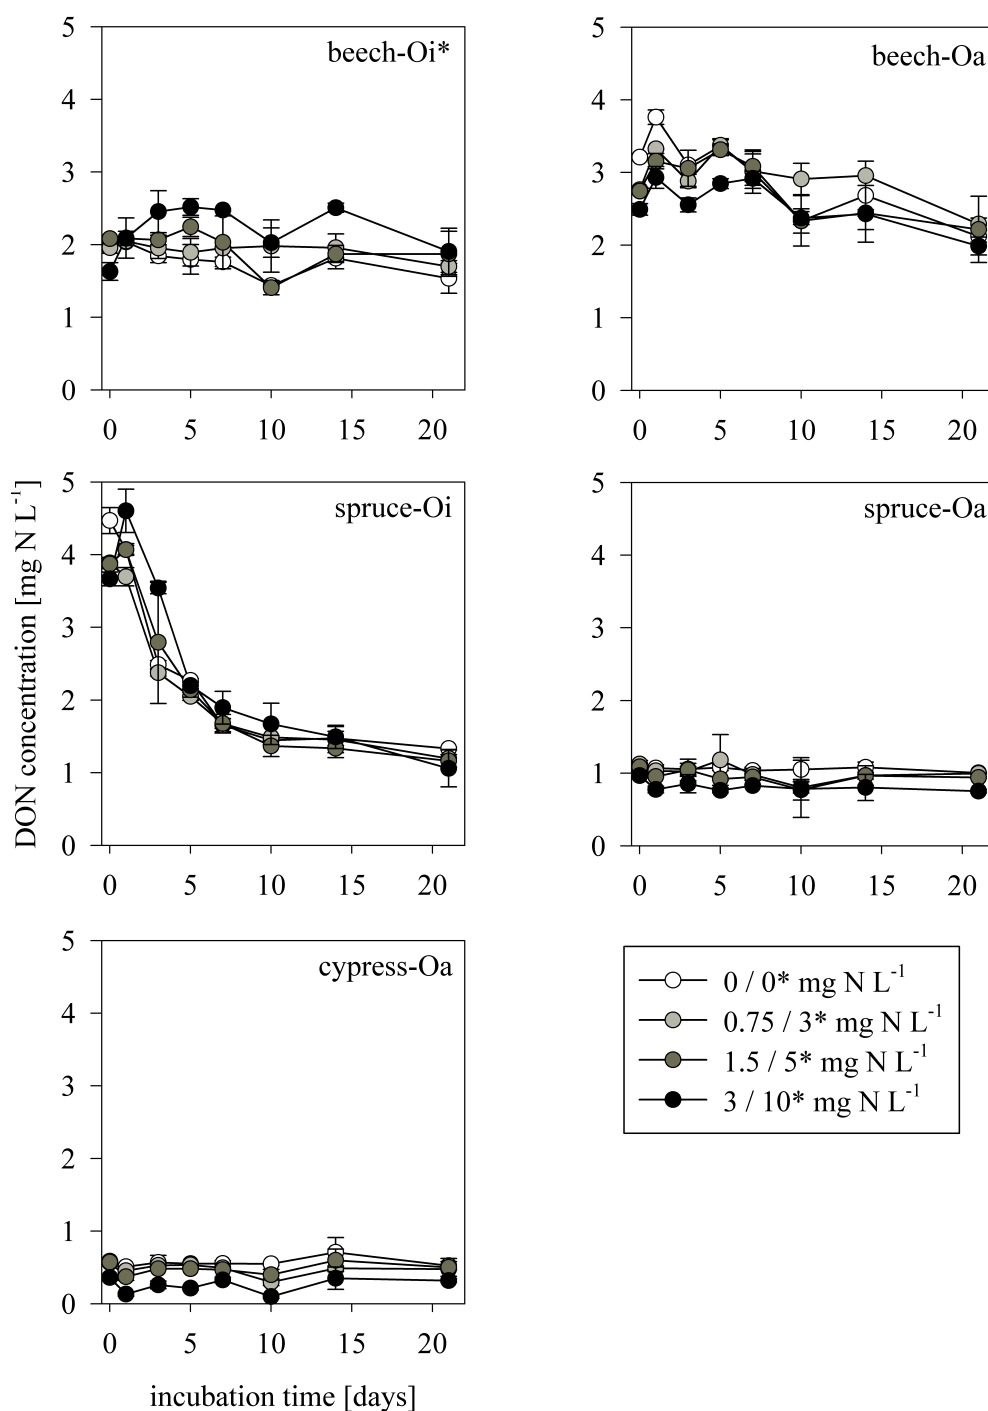 beech-Oi*
5
4
3
2
1
0
0 5 10 15 20
beech-Oa
5
4
3
2
1
0
0 5 10 15 20
DON concentration [mg N L⁻¹]
spruce-Oi
5
4
3
2
1
0
0 5 10 15 20
spruce-Oa
5
4
3
2
1
0
0 5 10 15 20
cypress-Oa
5
4
3
2
1
0
0 5 10 15 20
incubation time [days]
0 / 0* mg N L⁻¹
0.75 / 3* mg N L⁻¹
1.5 / 5* mg N L⁻¹
3 / 10* mg N L⁻¹